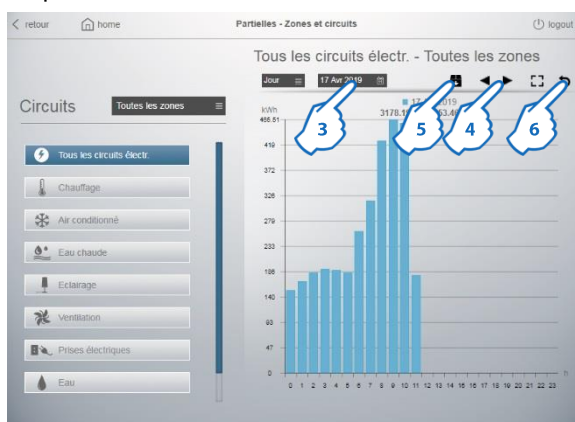 retour
home
Partielles - Zones et circuits
logout
Tous les circuits électr. - Toutes les zones
Jour
17 Avr 2019
Circuits
Toutes les zones
kWh
3
5
4
6
419
372
326
279
233
186
140
93
47
0
0 1 2 3 4 5 6 7 8 9 10 11 12 13 14 15 16 17 18 19 20 21 22 23
h
Tous les circuits électr.
Chauffage
Air conditionné
Eau chaude
Eclairage
Ventilation
Prises électriques
Eau